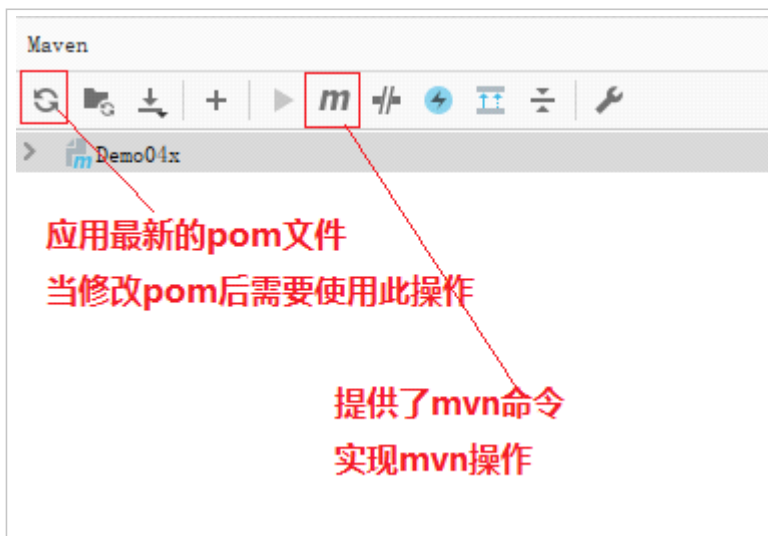 Maven
m
Demo04x
应用最新的pom文件
当修改pom后需要使用此操作
提供了mvn命令
实现mvn操作